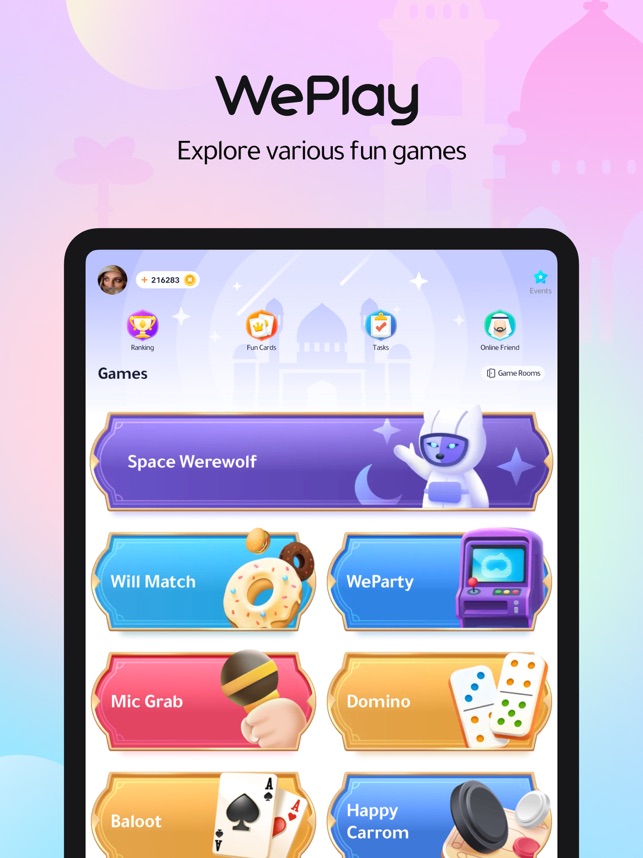 WePlay
Explore various fun games
216283
Events
Ranking
Fun Cards
Tasks
Online Friend
Games
Game Rooms
Space Werewolf
Will Match
WeParty
Mic Grab
Domino
Baloot
A
A
A
Happy
Carrom